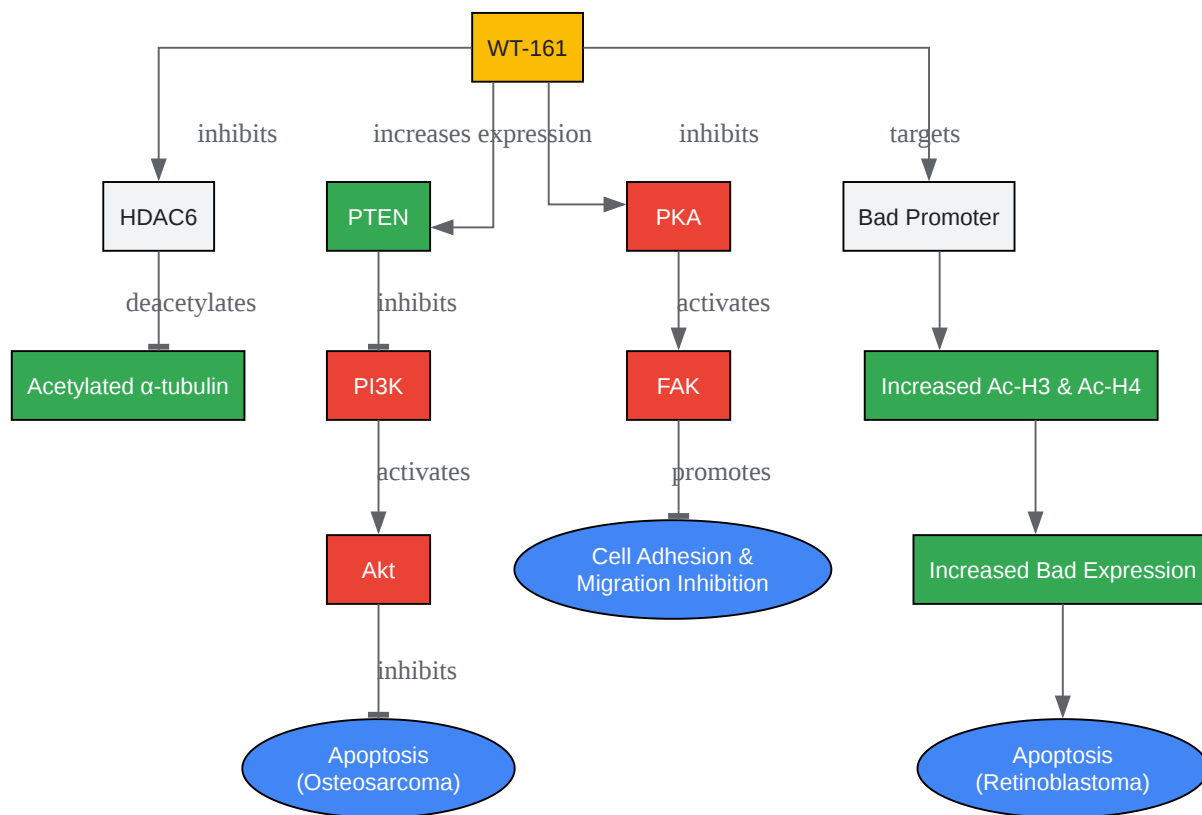 WT-161
inhibits
increases expression
inhibits
targets
HDAC6
PTEN
PKA
Bad Promoter
deacetylates
inhibits
activates
Acetylated α-tubulin
PI3K
FAK
Increased Ac-H3 & Ac-H4
activates
promotes
Akt
Cell Adhesion &
Migration Inhibition
Increased Bad Expression
inhibits
Apoptosis
(Osteosarcoma)
Apoptosis
(Retinoblastoma)